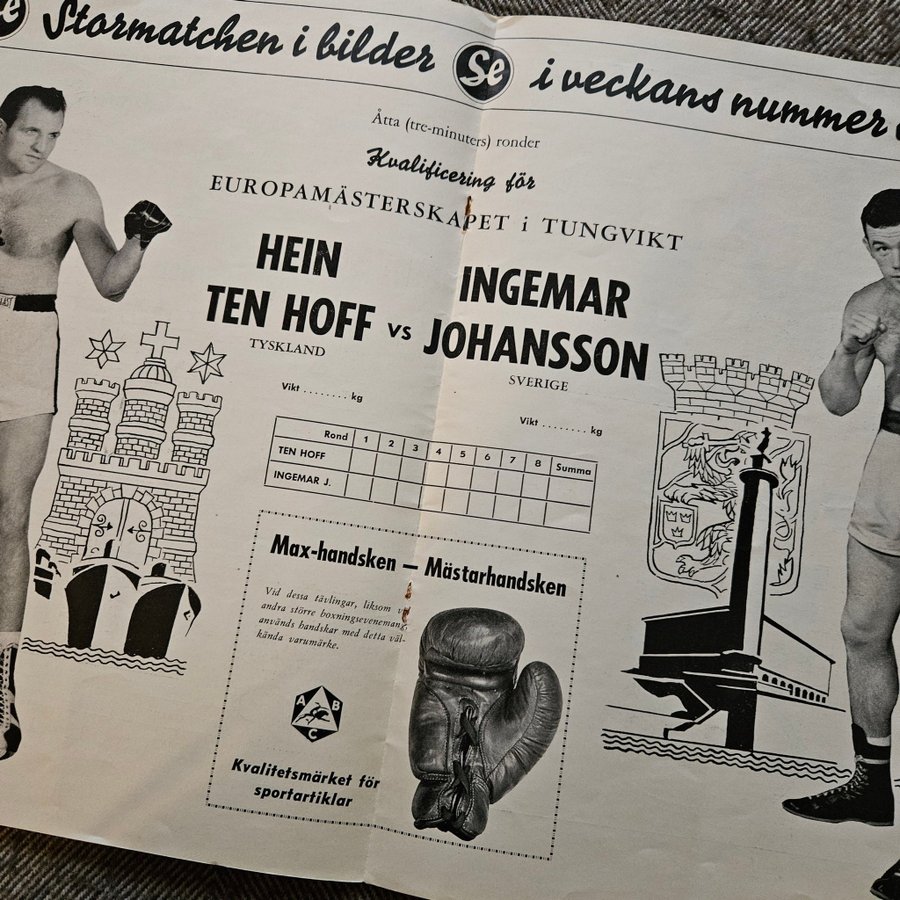 Stormatchen i bilder Se i veckans nummer
Åtta (tre-minuters) ronder
Kvalificering för
EUROPAMÄSTERSKAPET i TUNGVIKT
HEIN
TEN HOFF
TYSKLAND
vs
INGEMAR
JOHANSSON
SVERIGE
Vikt ........ kg
Vikt ........ kg
Rond 1 2 3 4 5 6 7 8 Summa
TEN HOFF
INGEMAR J.
Max-handsken — Mästarhandsken
Vid dessa tävlingar, liksom
andra större boxningsevenemang,
används handskar med detta väl-
kända varumärke.
A B
C
Kvalitetsmärket för
sportartiklar